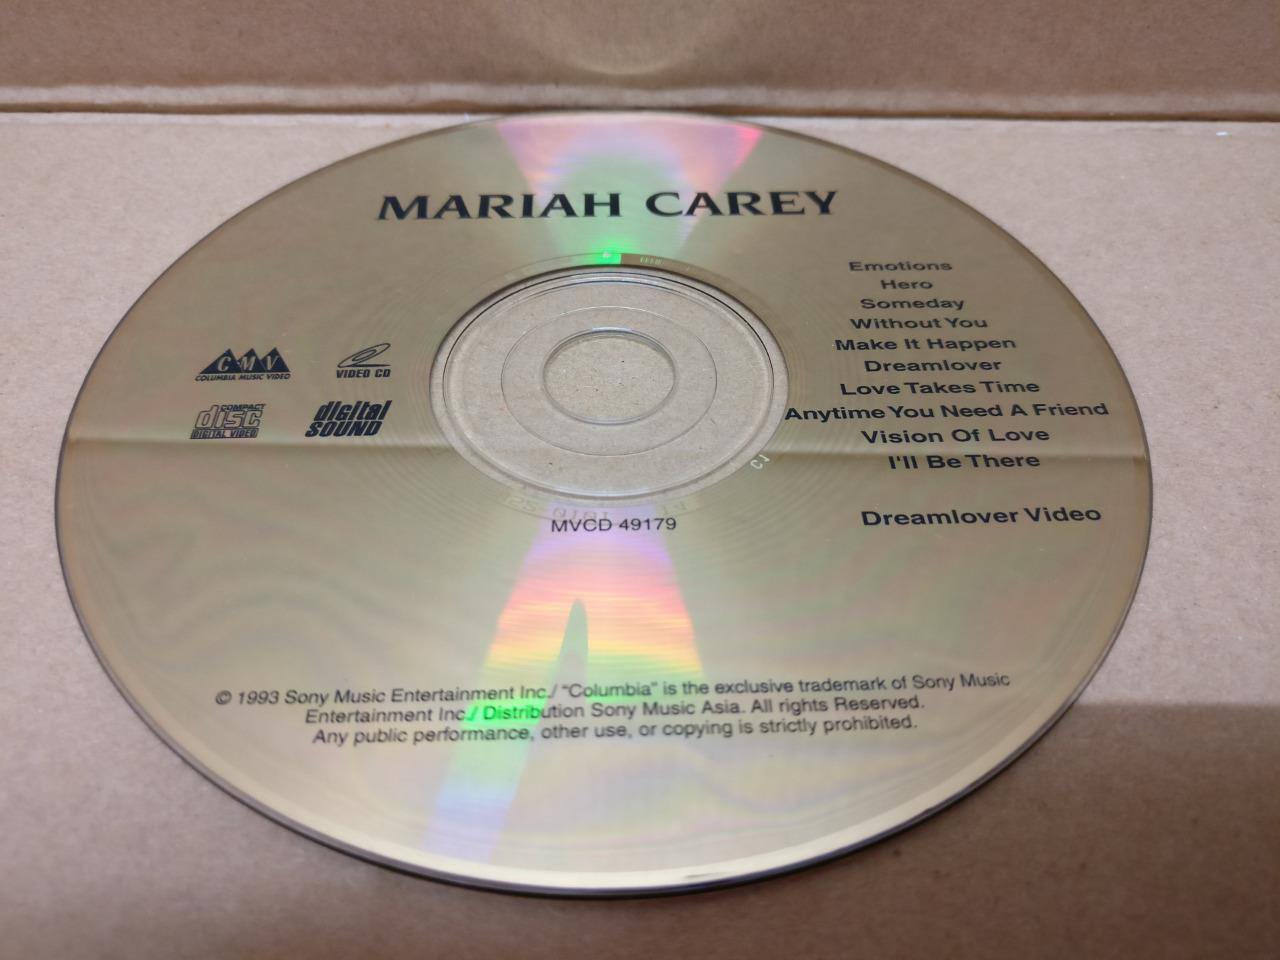 MARIAH CAREY
Emotions
Hero
Someday
Without You
Make It Happen
Dreamlover
Love Takes Time
Anytime You Need A Friend
Vision Of Love
I'll Be There
Dreamlover Video
CMV
COLUMBIA MUSIC VIDEO
VIDEO CD
COMPACT
disc
DIGITAL VIDEO
digital
SOUND
MVCD 49179
© 1993 Sony Music Entertainment Inc./ “Columbia” is the exclusive trademark of Sony Music
Entertainment Inc./ Distribution Sony Music Asia. All rights Reserved.
Any public performance, other use, or copying is strictly prohibited.